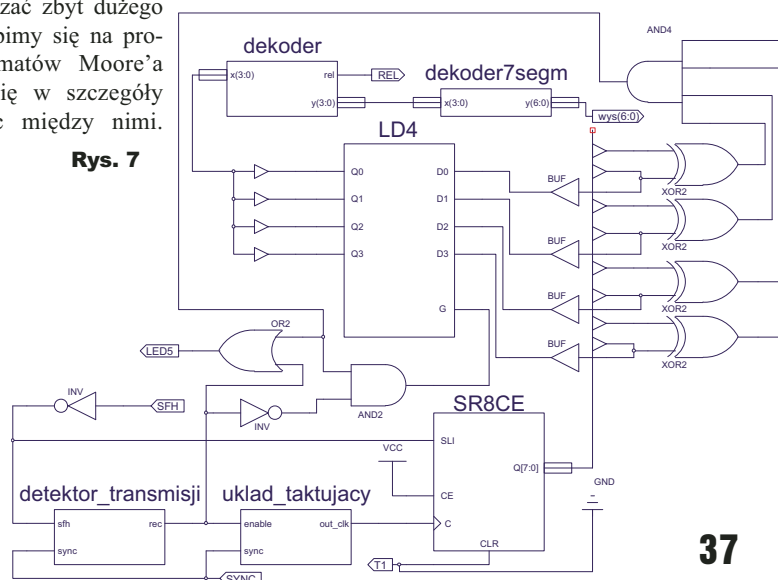 zać zbyt dużego
bimy się na pro-
matów Moore'a
ię w szczegóły
c między nimi.
Rys. 7
dekoder
x(3:0)
rel
REL
y(3:0)
dekoder7segm
x(3:0)
y(6:0)
wys(6:0)
AND4
LD4
Q0
Q1
Q2
Q3
D0
D1
D2
D3
G
BUF
BUF
BUF
BUF
XOR2
XOR2
XOR2
XOR2
OR2
LED5
INV
SFH
INV
AND2
SR8CE
SLI
Q[7:0]
CE
C
CLR
VCC
GND
detektor_transmisji
sfh
rec
sync
uklad_taktujacy
enable
out_clk
sync
T1
SYNC
37